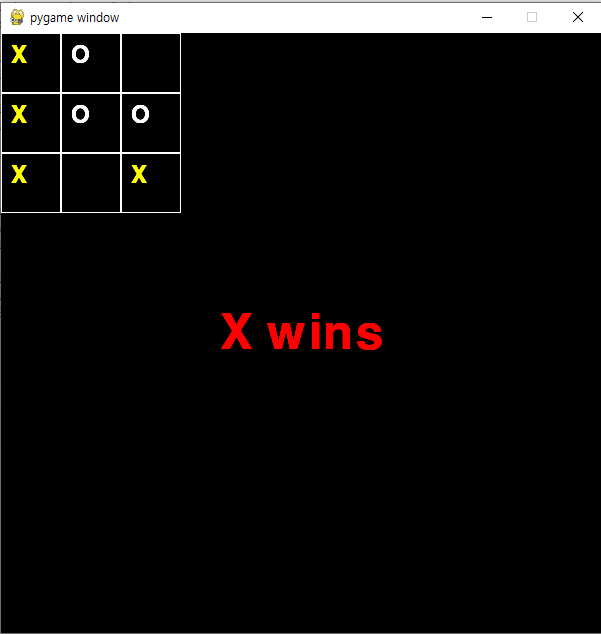 pygame window
X O
X O O
X X
X wins